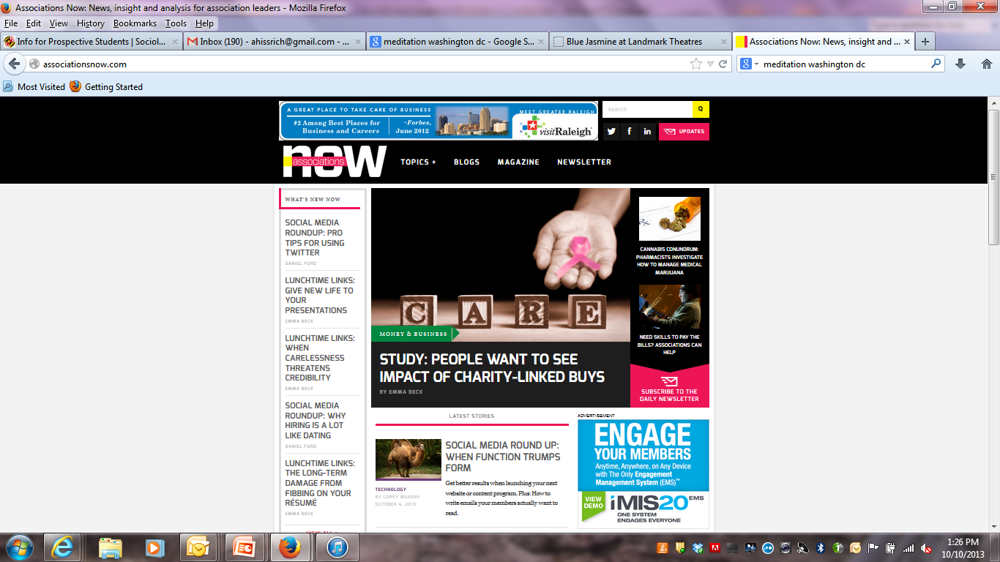 Associations Now: News, insight and analysis for association leaders - Mozilla Firefox
File Edit View History Bookmarks Tools Help
Info for Prospective Students | Sociol...
Inbox (190) - ahissrich@gmail.com - ...
meditation washington dc - Google S...
Blue Jasmine at Landmark Theatres
Associations Now: News, insight and ...
associationsnow.com
meditation washington dc
Most Visited Getting Started
A GREAT PLACE TO TAKE CARE OF BUSINESS
#2 Among Best Places for
Business and Careers
-Forbes,
June 2012
MEET GREATER RALEIGH
visitRaleigh
Search
Q
UPDATES
associations
now
TOPICS + BLOGS MAGAZINE NEWSLETTER
WHAT'S NEW NOW
SOCIAL MEDIA
ROUNDUP: PRO
TIPS FOR USING
TWITTER
DANIEL FORD
LUNCHTIME LINKS:
GIVE NEW LIFE TO
YOUR
PRESENTATIONS
EMMA BECK
LUNCHTIME LINKS:
WHEN
CARELESSNESS
THREATENS
CREDIBILITY
EMMA BECK
SOCIAL MEDIA
ROUNDUP: WHY
HIRING IS A LOT
LIKE DATING
DANIEL FORD
LUNCHTIME LINKS:
THE LONG-TERM
DAMAGE FROM
FIBBING ON YOUR
RÉSUMÉ
EMMA BECK
CARE
MONEY & BUSINESS
STUDY: PEOPLE WANT TO SEE
IMPACT OF CHARITY-LINKED BUYS
BY EMMA BECK
CANNABIS CONUNDRUM:
PHARMACISTS INVESTIGATE
HOW TO MANAGE MEDICAL
MARIJUANA
NEED SKILLS TO PAY THE
BILLS? ASSOCIATIONS CAN
HELP
SUBSCRIBE TO THE
DAILY NEWSLETTER
LATEST STORIES
TECHNOLOGY
BY COREY MURRAY
OCTOBER 4, 2013
SOCIAL MEDIA ROUND UP:
WHEN FUNCTION TRUMPS
FORM
Get better results when launching your next
website or content program. Plus: How to
write emails your members actually want to
read.
ADVERTISEMENT
ENGAGE
YOUR MEMBERS
Anytime, Anywhere, on Any Device
with The Only Engagement
Management System (EMS)™
VIEW
DEMO
iMIS20 EMS
ONE SYSTEM
ENGAGES EVERYONE
1:26 PM
10/10/2013